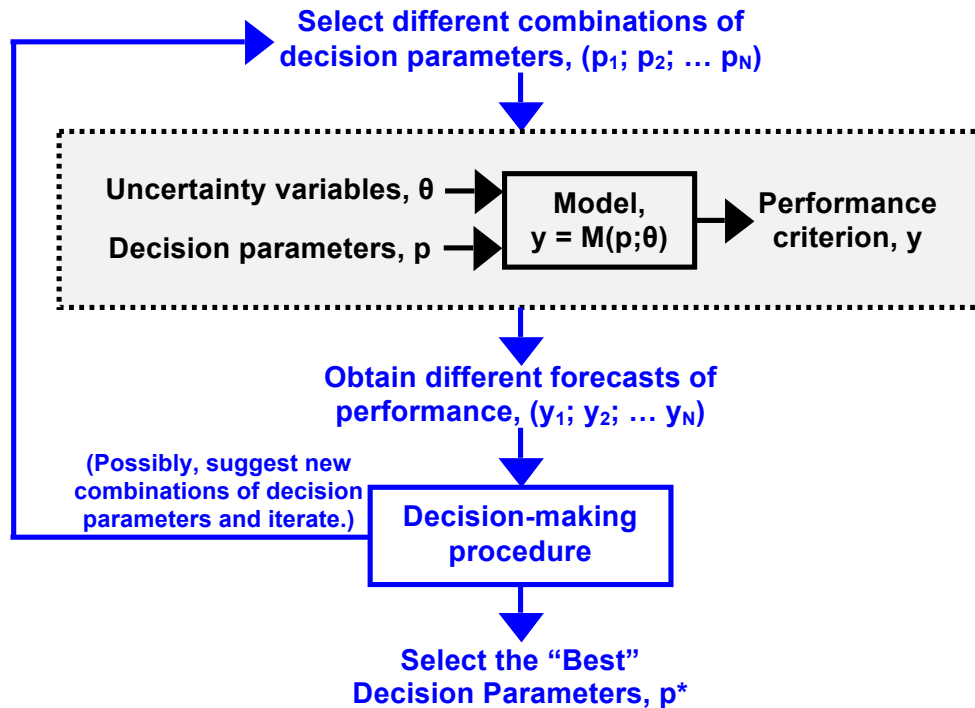 Select different combinations of
decision parameters, (p₁; p₂; … p_N)
Uncertainty variables, θ
Decision parameters, p
Model,
y = M(p;θ)
Performance
criterion, y
Obtain different forecasts of
performance, (y₁; y₂; … y_N)
(Possibly, suggest new
combinations of decision
parameters and iterate.)
Decision-making
procedure
Select the “Best”
Decision Parameters, p*